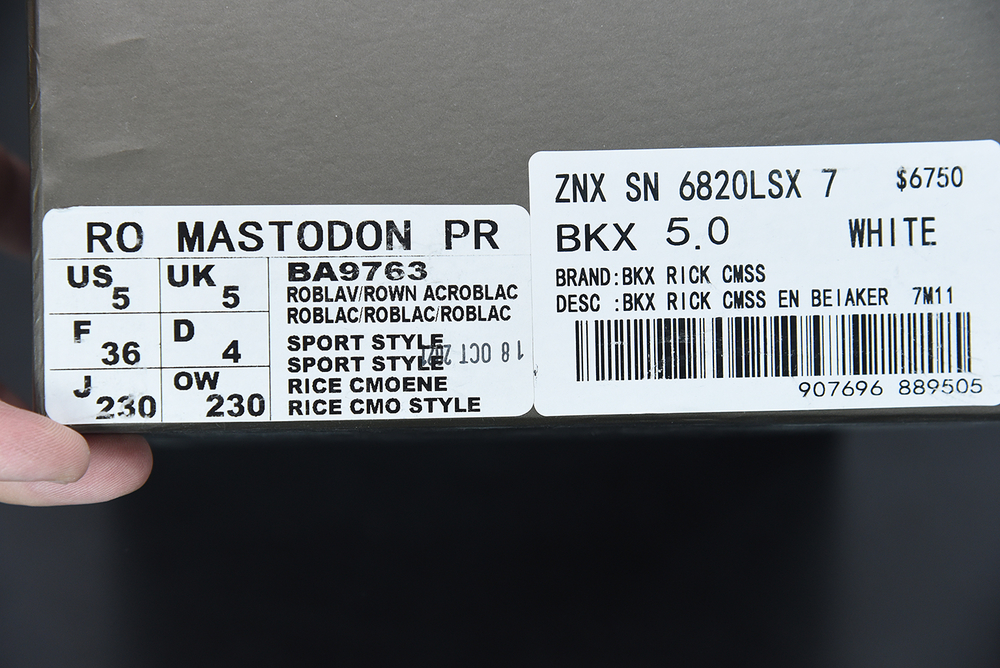 RO MASTODON PR
US 5
UK 5
F 36
D 4
J 230
OW 230
BA9763
ROBLAV/ROWN ACROBLAC
ROBLAC/ROBLAC/ROBLAC
SPORT STYLE
SPORT STYLE
RICE CMOENE
RICE CMO STYLE
18 OCT 2021
ZNX SN 6820LSX 7 $6750
BKX 5.0 WHITE
BRAND:BKX RICK CMSS
DESC :BKX RICK CMSS EN BEIAKER 7M11
907696 889505